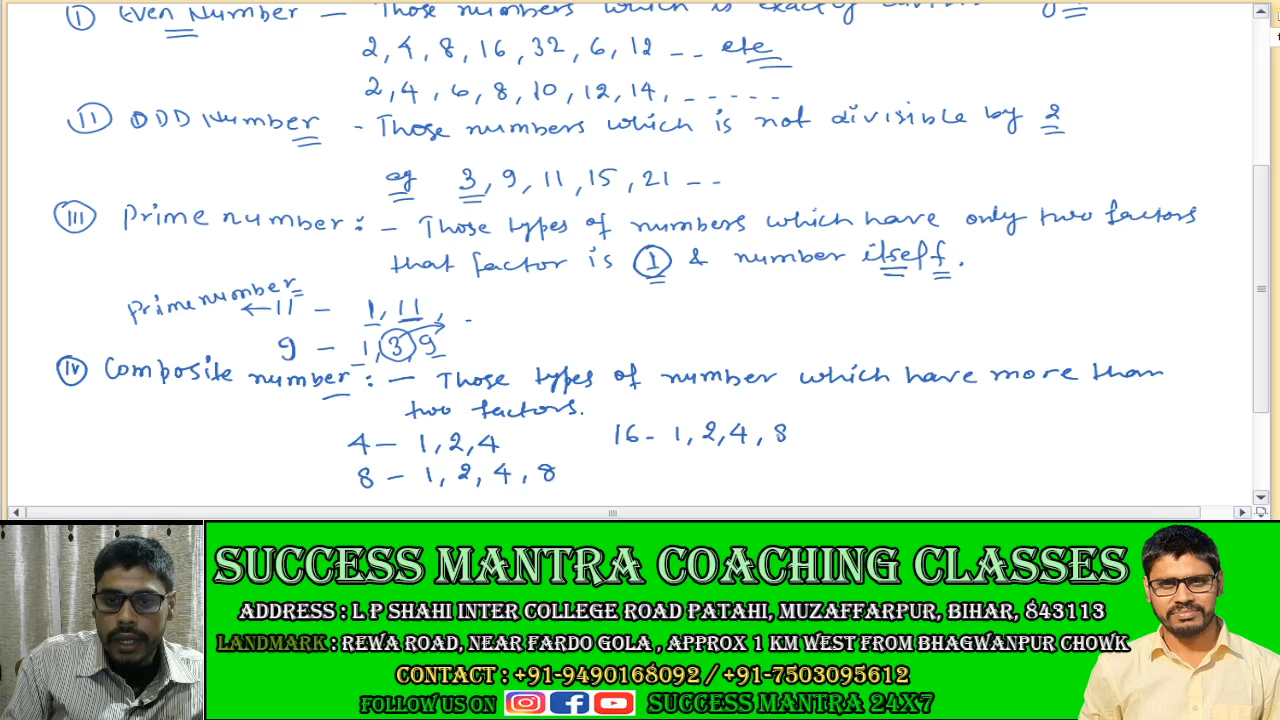 ① Even Number — Those numbers which is exactly
2, 4, 8, 16, 32, 6, 12 -- etc
2, 4, 6, 8, 10, 12, 14, -----
II ODD Number - Those numbers which is not divisible by 2
eg 3, 9, 11, 15, 21 --
III Prime number : - Those types of numbers which have only two factors
that factor is 1 & number itself.
Prime number
← 11 — 1, 11, -
9 — 1, 3, 9
IV Composite number : — Those types of number which have more than
two factors.
4 — 1, 2, 4 16 - 1, 2, 4, 8
8 — 1, 2, 4, 8
SUCCESS MANTRA COACHING CLASSES
ADDRESS : L P SHAHI INTER COLLEGE ROAD PATAHI, MUZAFFARPUR, BIHAR, 843113
LANDMARK : REWA ROAD, NEAR FARDO GOLA , APPROX 1 KM WEST FROM BHAGWANPUR CHOWK
CONTACT : +91-9490168092 / +91-7503095612
FOLLOW US ON SUCCESS MANTRA 24X7